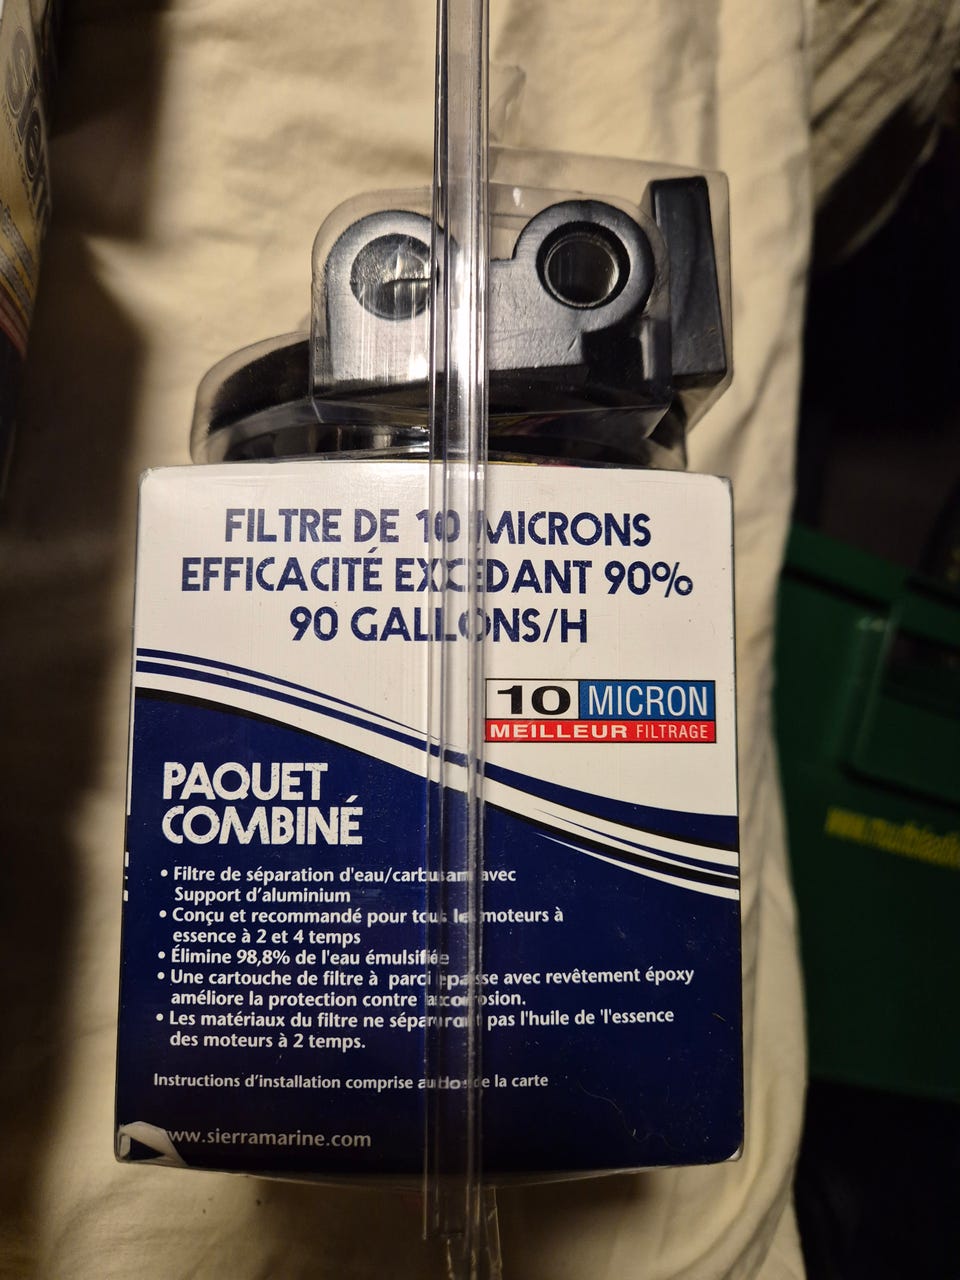 FILTRE DE 10 MICRONS
EFFICACITÉ EXCÉDANT 90%
90 GALLONS/H
10 MICRON
MEILLEUR FILTRAGE
PAQUET
COMBINÉ
• Filtre de séparation d'eau/carburant avec
Support d'aluminium
• Conçu et recommandé pour tous les moteurs à
essence à 2 et 4 temps
• Élimine 98,8% de l'eau émulsifiée
• Une cartouche de filtre à paroi épaisse avec revêtement époxy
améliore la protection contre la corrosion.
• Les matériaux du filtre ne sépareront pas l'huile de 'l'essence
des moteurs à 2 temps.
Instructions d'installation comprise au dos de la carte
www.sierramarine.com